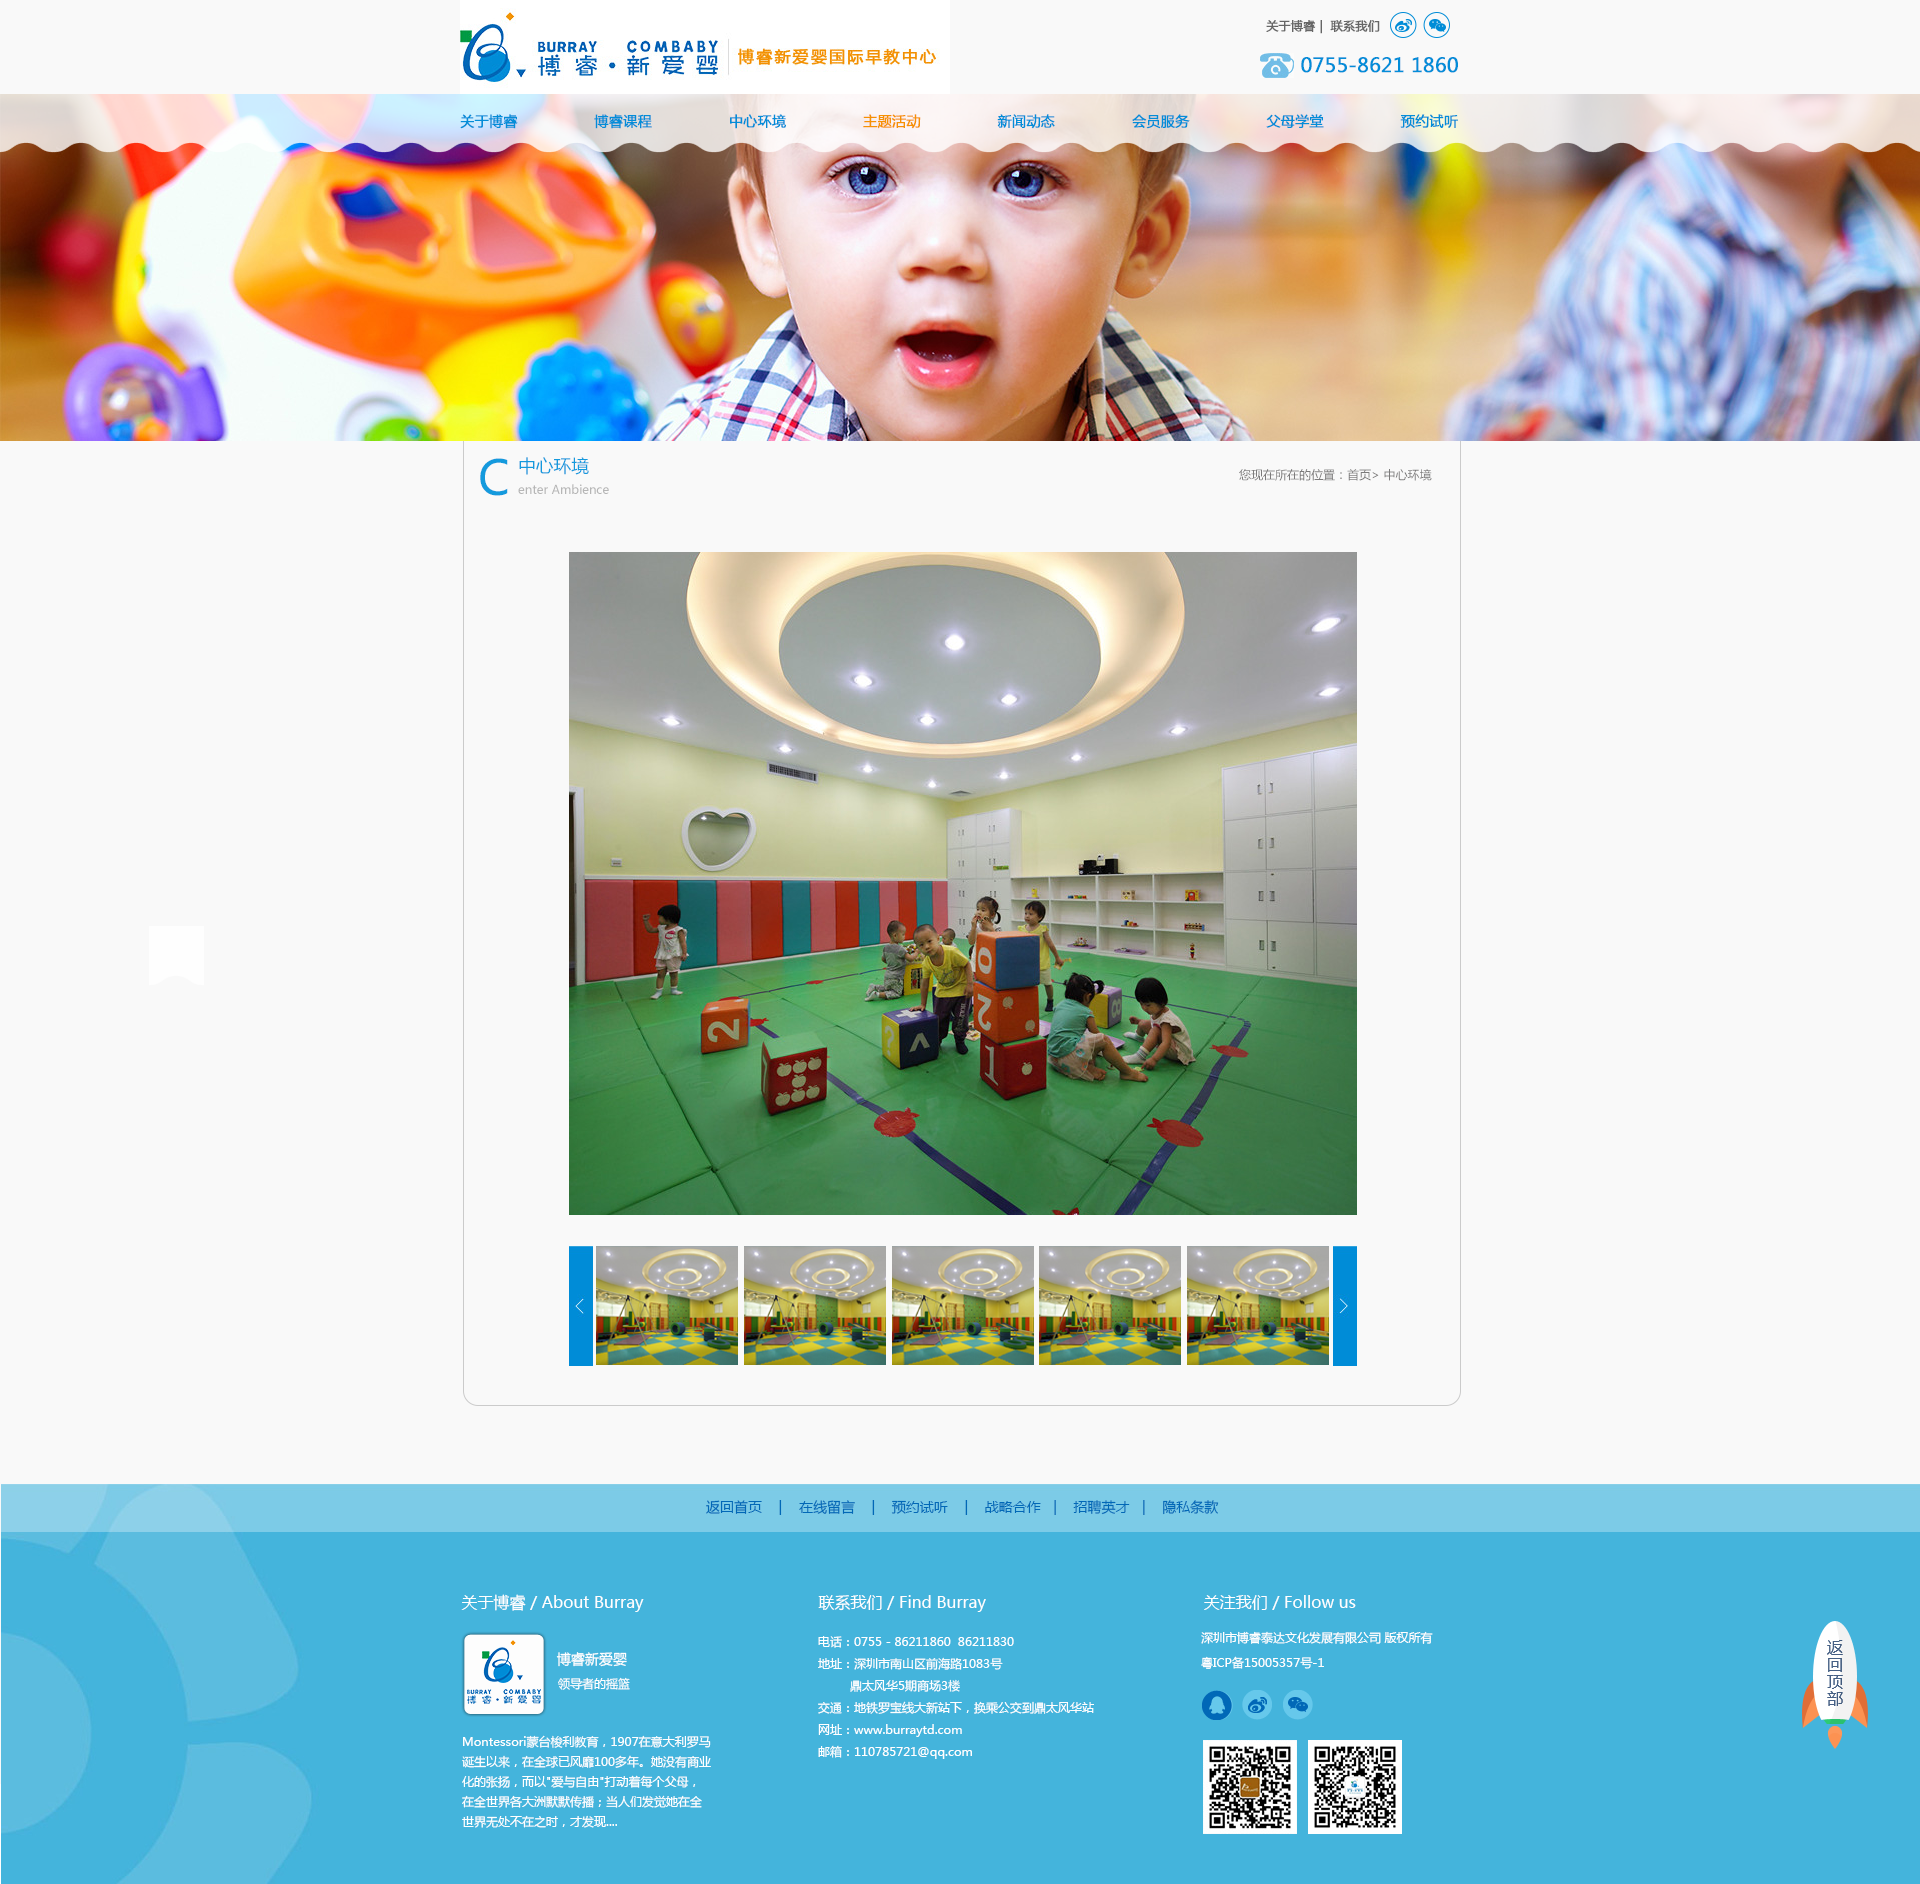 BURRAY COMBABY
博睿·新爱婴
博睿新爱婴国际早教中心
关于博睿 | 联系我们
0755-8621 1860
关于博睿 博睿课程 中心环境 主题活动 新闻动态 会员服务 父母学堂 预约试听
C 中心环境
enter Ambience
您现在所在的位置：首页> 中心环境
0
2
2
1
?
8
返回首页 | 在线留言 | 预约试听 | 战略合作 | 招聘英才 | 隐私条款
关于博睿 / About Burray
BURRAY COMBABY
博睿·新爱婴
博睿新爱婴
领导者的摇篮
Montessori蒙台梭利教育，1907在意大利罗马
诞生以来，在全球已风靡100多年。她没有商业
化的张扬，而以"爱与自由"打动着每个父母，
在全世界各大洲默默传播；当人们发觉她在全
世界无处不在之时，才发现....
联系我们 / Find Burray
电话：0755 - 86211860 86211830
地址：深圳市南山区前海路1083号
鼎太风华5期商场3楼
交通：地铁罗宝线大新站下，换乘公交到鼎太风华站
网址：www.burraytd.com
邮箱：110785721@qq.com
关注我们 / Follow us
深圳市博睿泰达文化发展有限公司 版权所有
粤ICP备15005357号-1
返回顶部